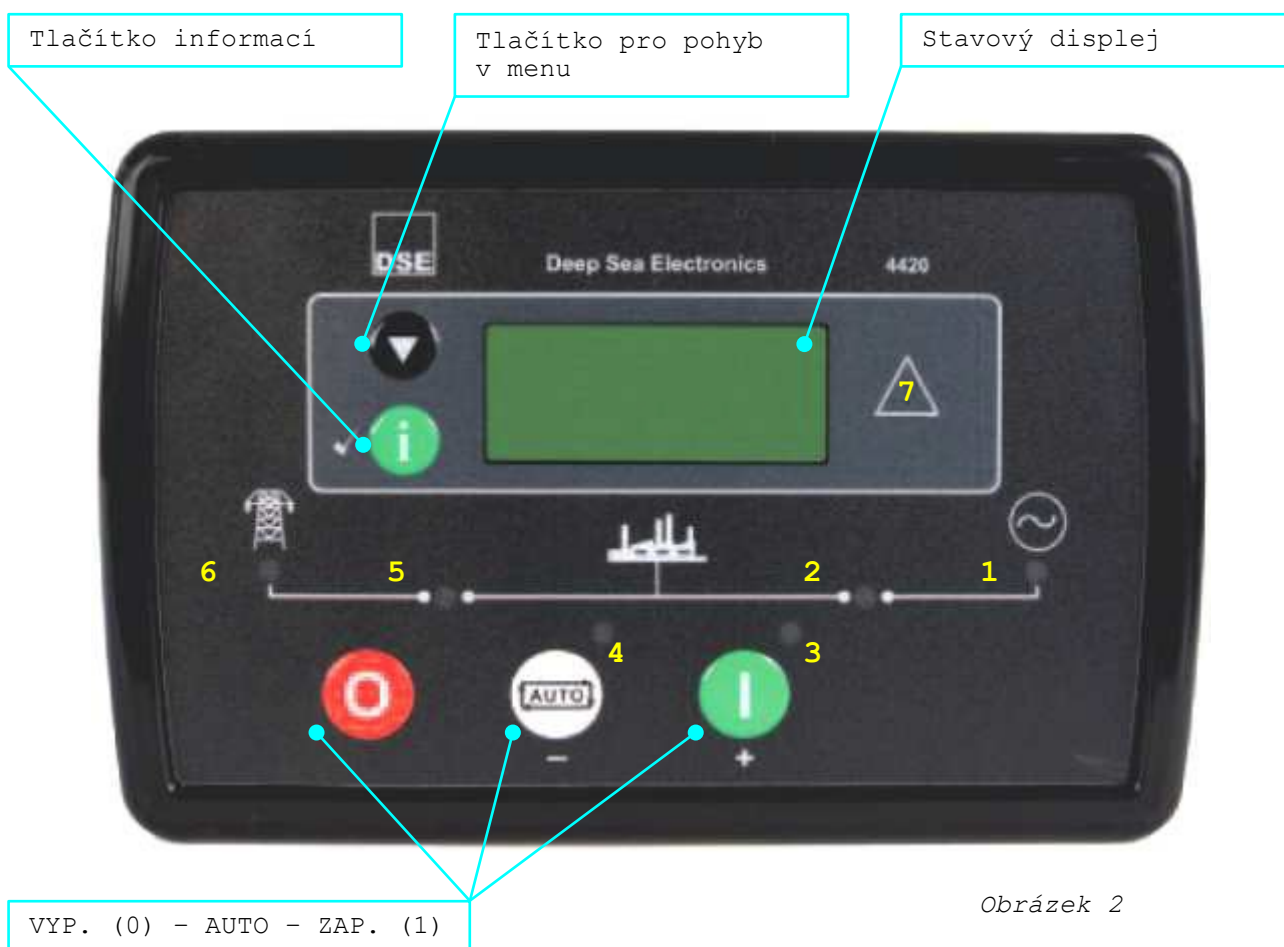 Tlačítko informací
Tlačítko pro pohyb
v menu
Stavový displej
DSE
Deep Sea Electronics
4420
7
i
6
5
2
1
4
3
0
AUTO
I
–
+
VYP. (0) – AUTO – ZAP. (1)
Obrázek 2